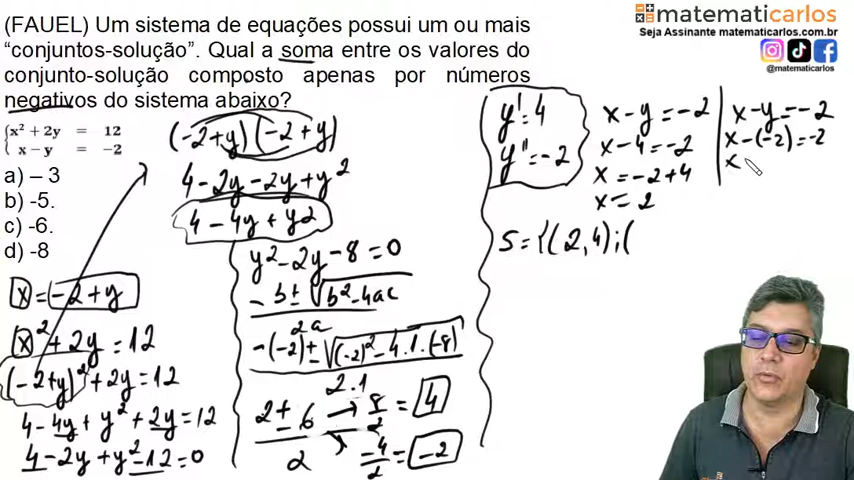 (FAUEL) Um sistema de equações possui um ou mais
“conjuntos-solução”. Qual a soma entre os valores do
conjunto-solução composto apenas por números
negativos do sistema abaixo?
x² + 2y = 12
x − y = −2
a) – 3
b) -5.
c) -6.
d) -8
x = -2+y
x² + 2y = 12
(-2+y)² + 2y = 12
4-4y+y²+2y=12
4-2y+y²-12=0
(-2+y)(-2+y)
4-2y-2y+y²
4-4y+y²
y²-2y-8=0
-b±√b²-4ac
2a
-(-2)±√(-2)²-4.1.(-8)
2.1
2±6 → 8/2 = 4
2 → -4/2 = -2
y'=4
y''=-2
x-y=-2
x-4=-2
x=-2+4
x=2
x-y=-2
x-(-2)=-2
x
S={(2,4);(
matematicarlos
Seja Assinante matematicarlos.com.br
@matematicarlos